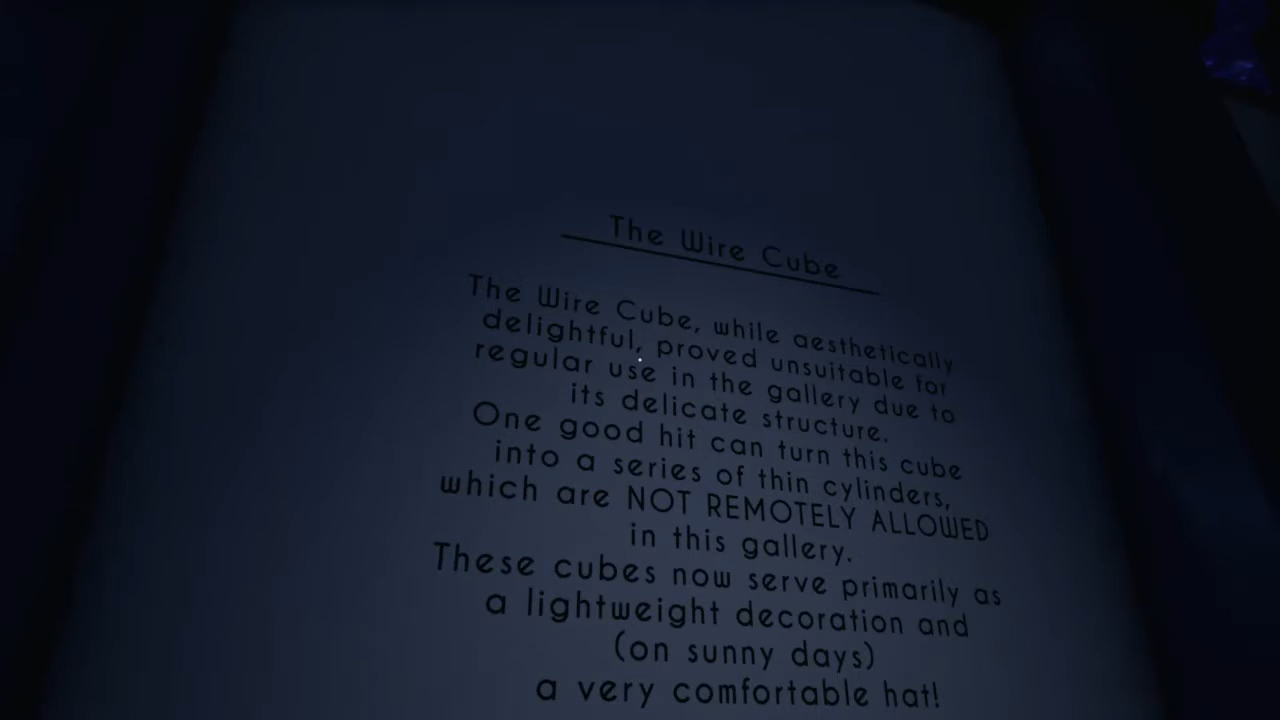 The Wire Cube
The Wire Cube, while aesthetically
delightful, proved unsuitable for
regular use in the gallery due to
its delicate structure.
One good hit can turn this cube
into a series of thin cylinders,
which are NOT REMOTELY ALLOWED
in this gallery.
These cubes now serve primarily as
a lightweight decoration and
(on sunny days)
a very comfortable hat!